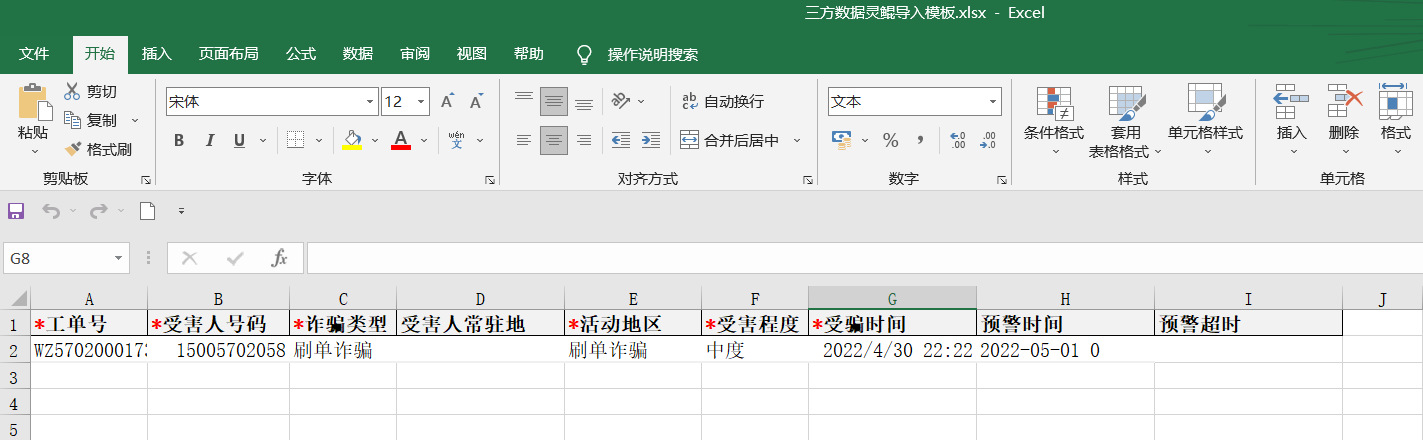 三方数据灵鲲导入模板.xlsx - Excel
文件 开始 插入 页面布局 公式 数据 审阅 视图 帮助 操作说明搜索
剪切
复制
格式刷
粘贴
剪贴板
宋体 12 A A
B I U A wén 文
字体
ab c 自动换行
合并后居中
对齐方式
文本
% , .0 .00 .00 .0
数字
条件格式 套用 表格格式 单元格样式
样式
插入 删除 格式
单元格
G8 fx
A B C D E F G H I J
1 *工单号 *受害人号码 *诈骗类型 受害人常驻地 *活动地区 *受害程度 *受骗时间 预警时间 预警超时
2 WZ5702000173 15005702058 刷单诈骗 刷单诈骗 中度 2022/4/30 22:22 2022-05-01 0
3
4
5